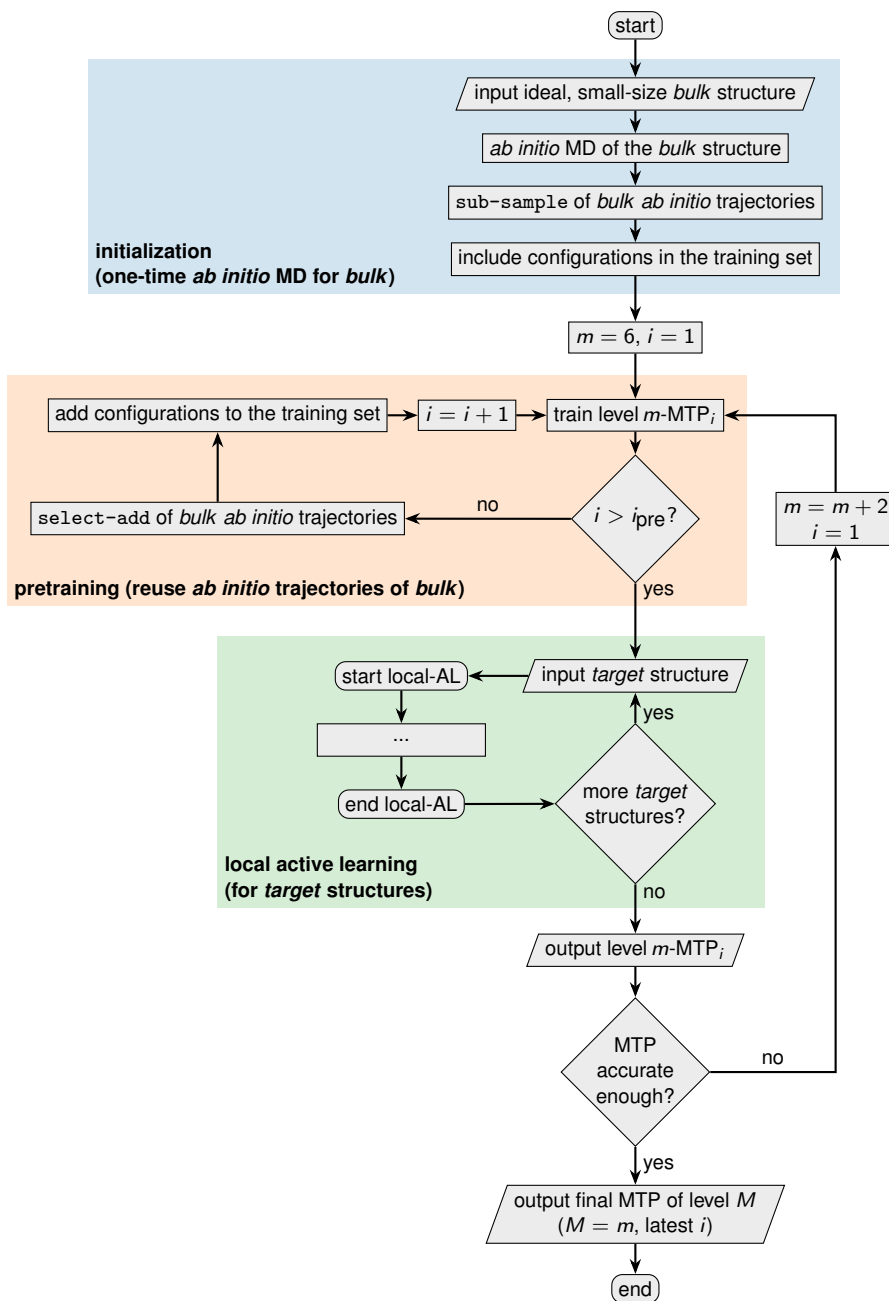 start
input ideal, small-size bulk structure
ab initio MD of the bulk structure
sub-sample of bulk ab initio trajectories
include configurations in the training set
initialization
(one-time ab initio MD for bulk)
m = 6, i = 1
add configurations to the training set
i = i + 1
train level m-MTPᵢ
select-add of bulk ab initio trajectories
no
i > i_pre?
m = m + 2
i = 1
pretraining (reuse ab initio trajectories of bulk)
yes
start local-AL
input target structure
yes
...
more target
structures?
end local-AL
local active learning
(for target structures)
no
output level m-MTPᵢ
MTP
accurate
enough?
no
yes
output final MTP of level M
(M = m, latest i)
end